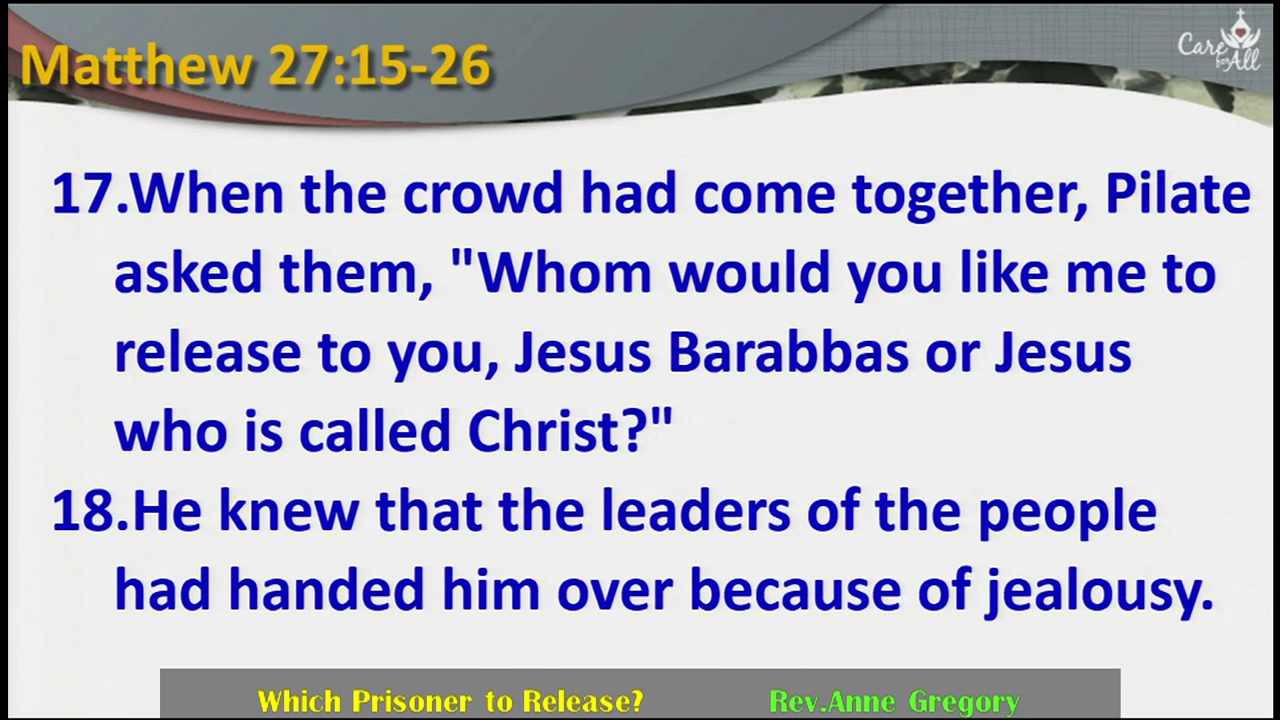 Matthew 27:15-26
Care
for All
17.When the crowd had come together, Pilate
asked them, "Whom would you like me to
release to you, Jesus Barabbas or Jesus
who is called Christ?"
18.He knew that the leaders of the people
had handed him over because of jealousy.
Which Prisoner to Release? Rev.Anne Gregory